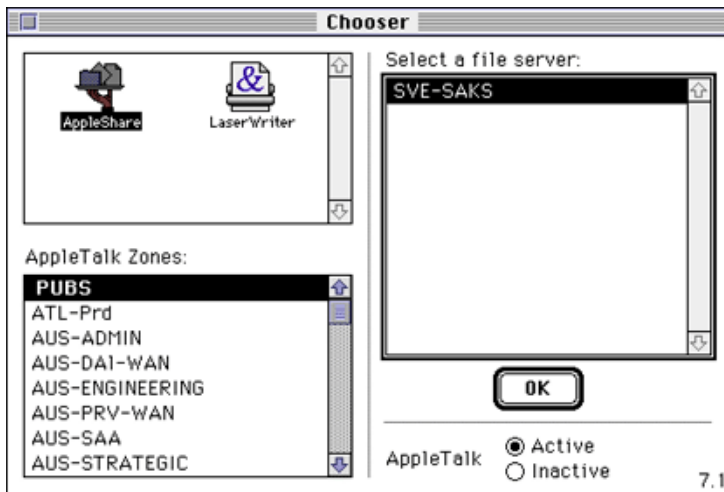 Chooser
AppleShare
LaserWriter
AppleTalk Zones:
PUBS
ATL-Prd
AUS-ADMIN
AUS-DA1-WAN
AUS-ENGINEERING
AUS-PRV-WAN
AUS-SAA
AUS-STRATEGIC
Select a file server:
SVE-SAKS
OK
AppleTalk
Active
Inactive
7.1